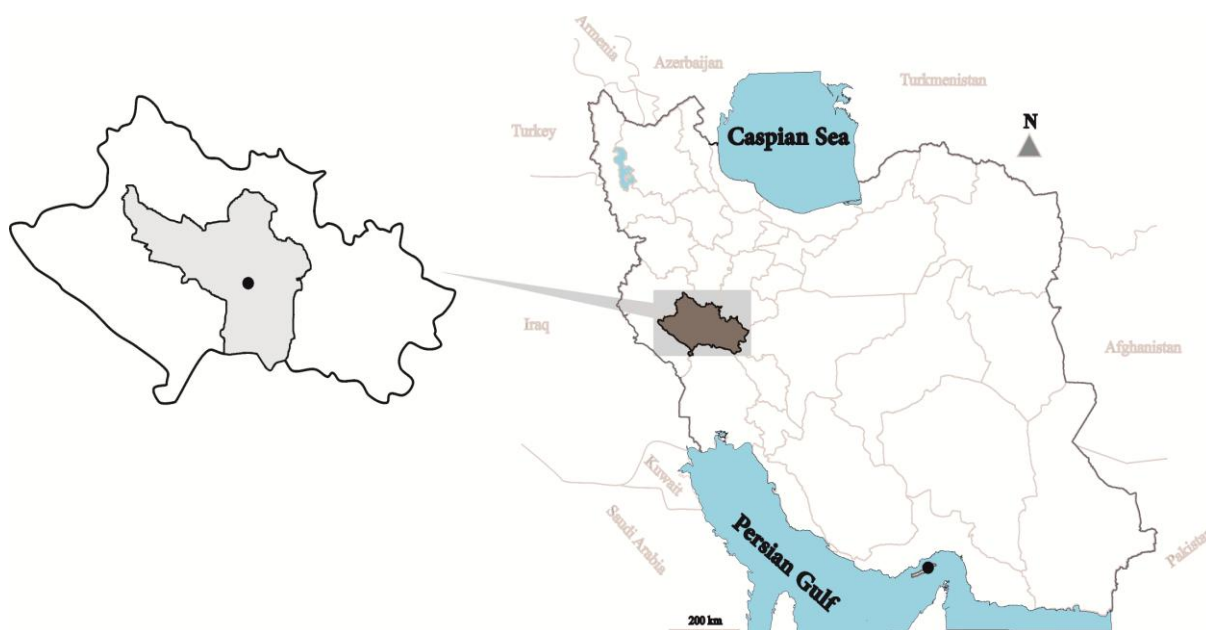 Armenia
Azerbaijan
Turkmenistan
Caspian Sea
N
Turkey
Iraq
Afghanistan
Kuwait
Saudi Arabia
Persian Gulf
Pakistan
200 km